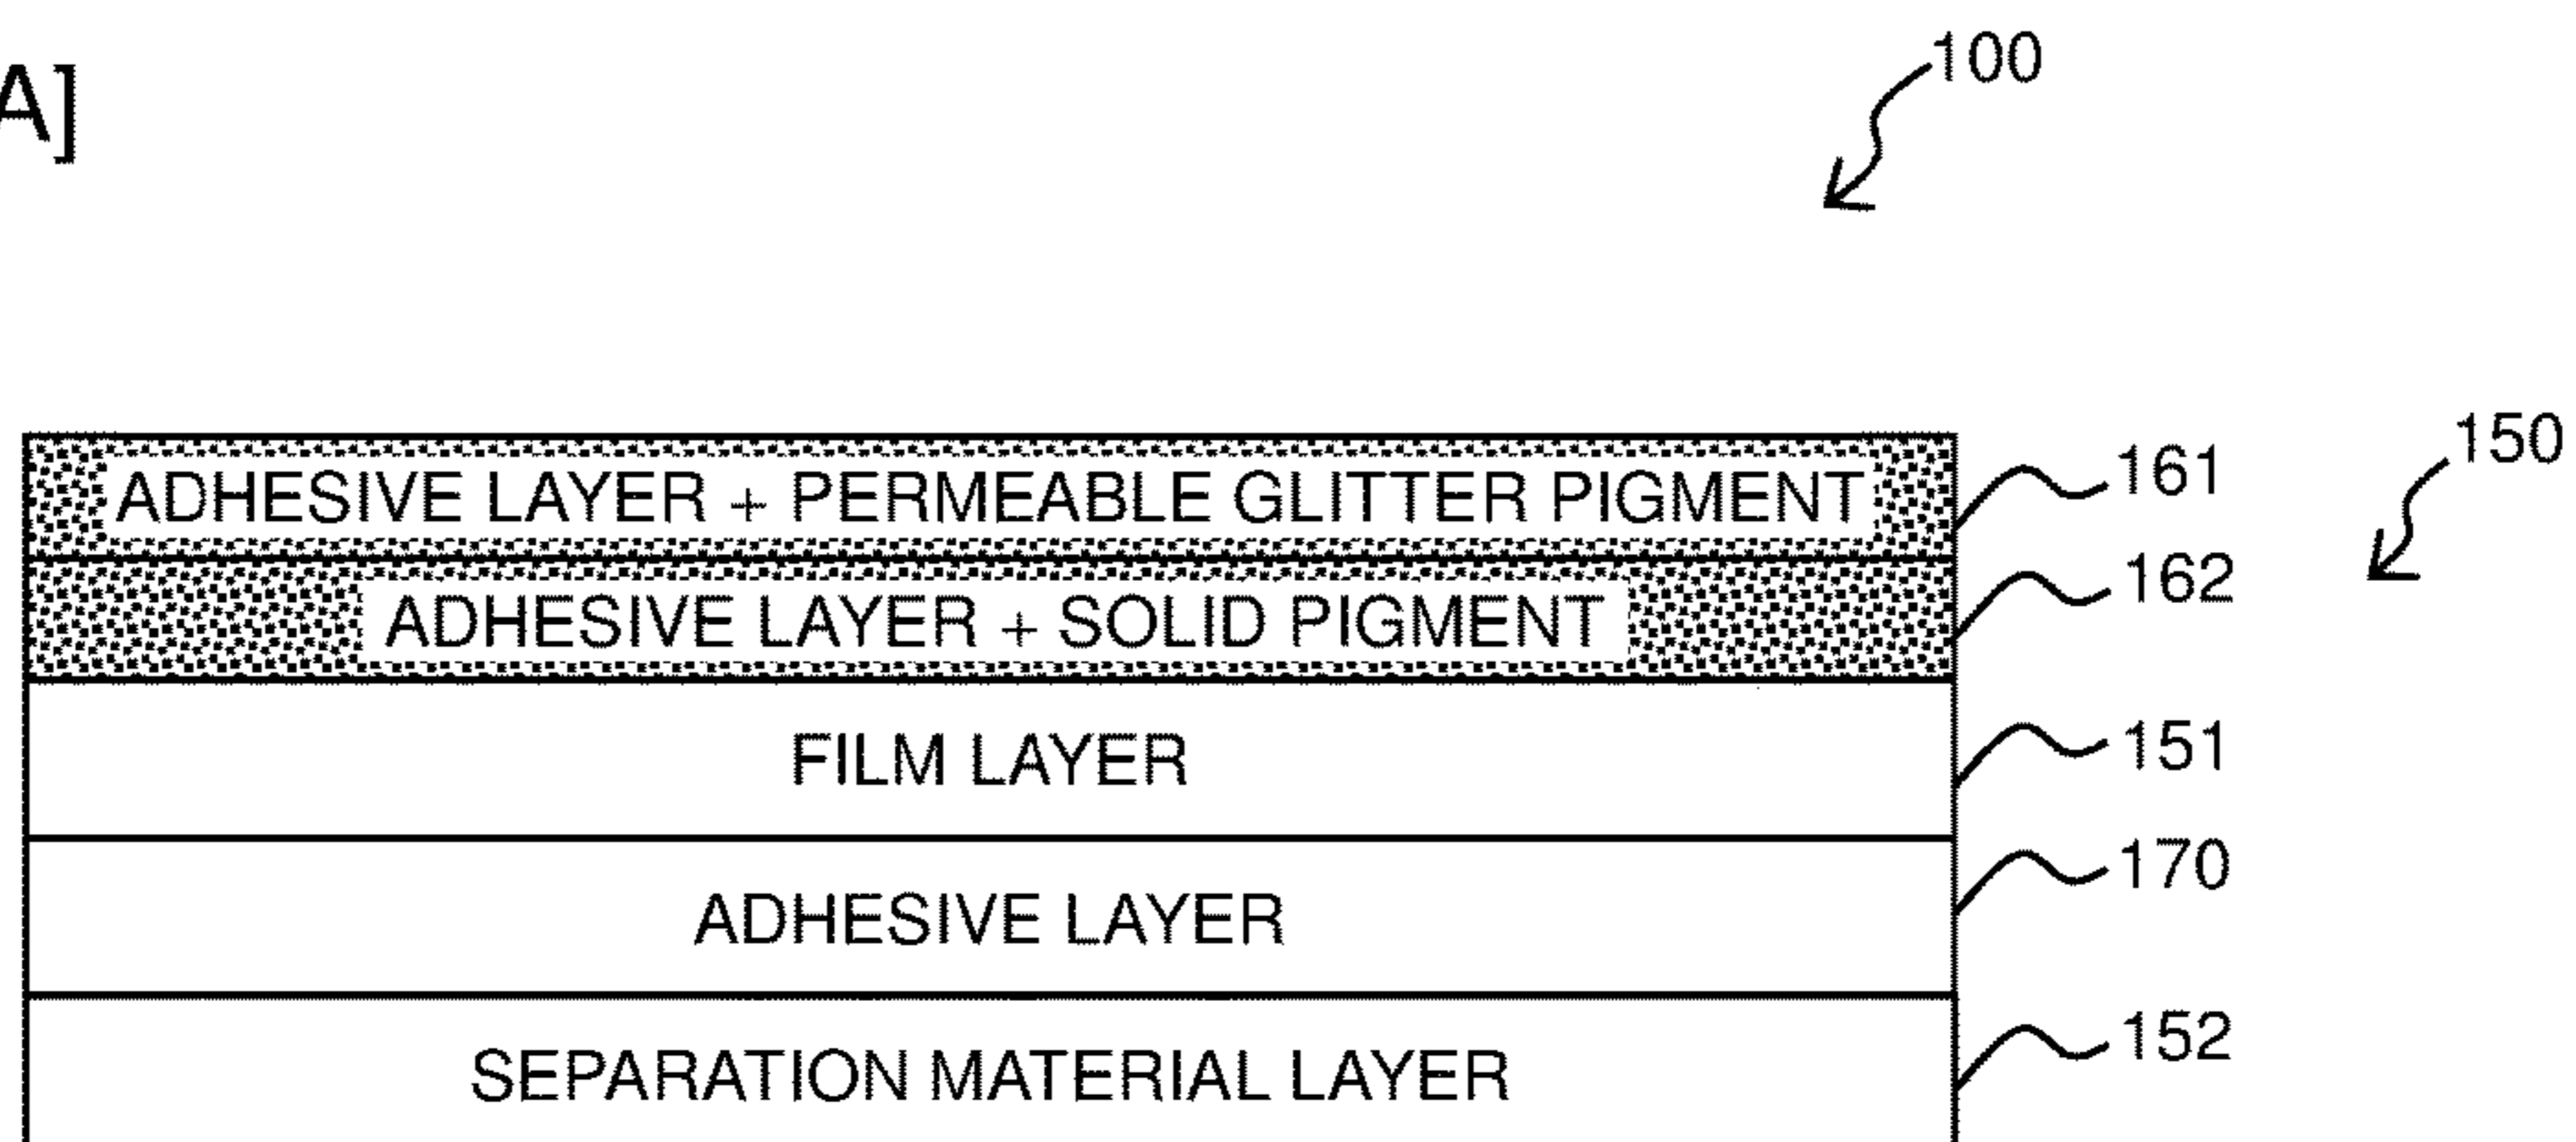 A]
100
150
ADHESIVE LAYER + PERMEABLE GLITTER PIGMENT 161
ADHESIVE LAYER + SOLID PIGMENT 162
FILM LAYER 151
ADHESIVE LAYER 170
SEPARATION MATERIAL LAYER 152